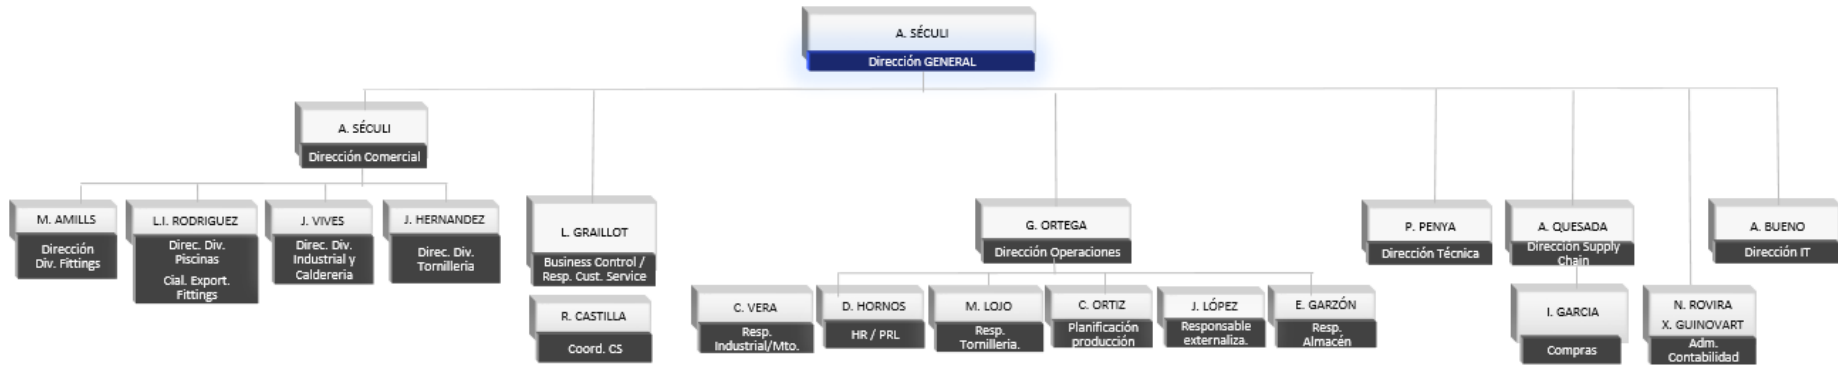 A. SÉCULI
Dirección GENERAL
A. SÉCULI
Dirección Comercial
M. AMILLS
Dirección
Div. Fittings
L.I. RODRIGUEZ
Direc. Div.
Piscinas
Cial. Export.
Fittings
J. VIVES
Direc. Div.
Industrial y
Caldereria
J. HERNANDEZ
Direc. Div.
Tornilleria
L. GRAILLOT
Business Control /
Resp. Cust. Service
R. CASTILLA
Coord. CS
G. ORTEGA
Dirección Operaciones
C. VERA
Resp.
Industrial/Mto.
D. HORNOS
HR / PRL
M. LOJO
Resp.
Tornilleria.
C. ORTIZ
Planificación
producción
J. LÓPEZ
Responsable
externaliza.
E. GARZÓN
Resp.
Almacén
P. PENYA
Dirección Técnica
A. QUESADA
Dirección Supply
Chain
I. GARCIA
Compras
N. ROVIRA
X. GUINOVART
Adm.
Contabilidad
A. BUENO
Dirección IT